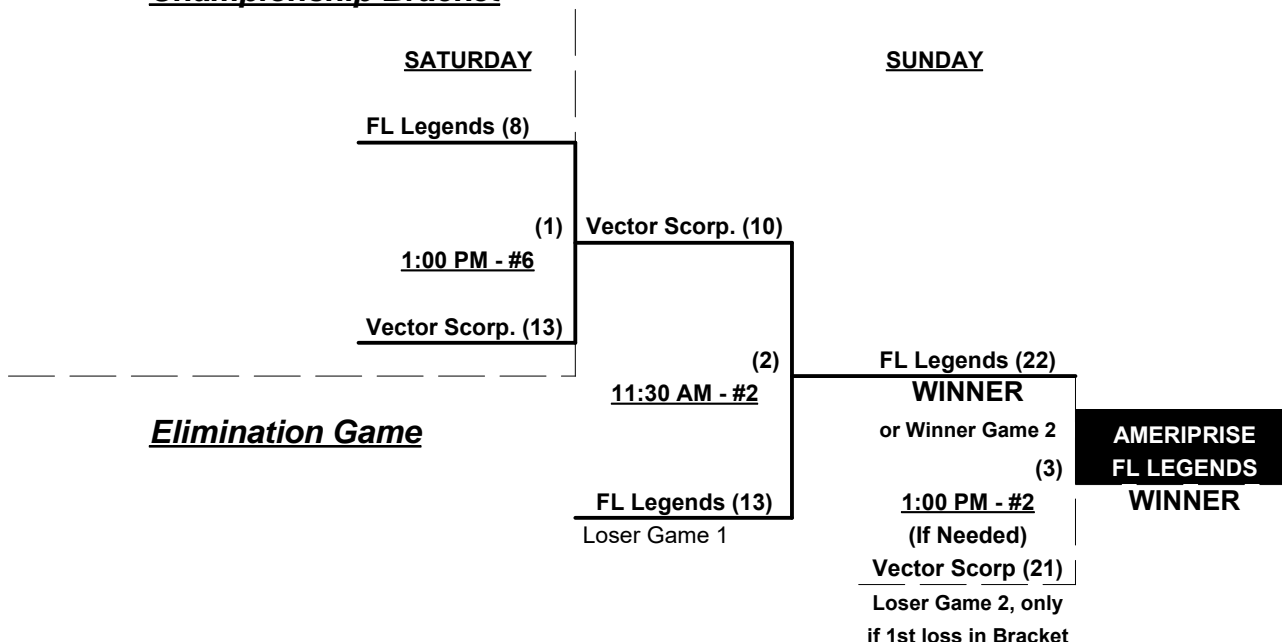 Championship Bracket
SATURDAY
SUNDAY
FL Legends (8)
(1)
Vector Scorp. (10)
1:00 PM - #6
Vector Scorp. (13)
(2)
FL Legends (22)
11:30 AM - #2
WINNER
Elimination Game
or Winner Game 2
AMERIPRISE
(3)
FL LEGENDS
FL Legends (13)
1:00 PM - #2
WINNER
Loser Game 1
(If Needed)
Vector Scorp (21)
Loser Game 2, only
if 1st loss in Bracket